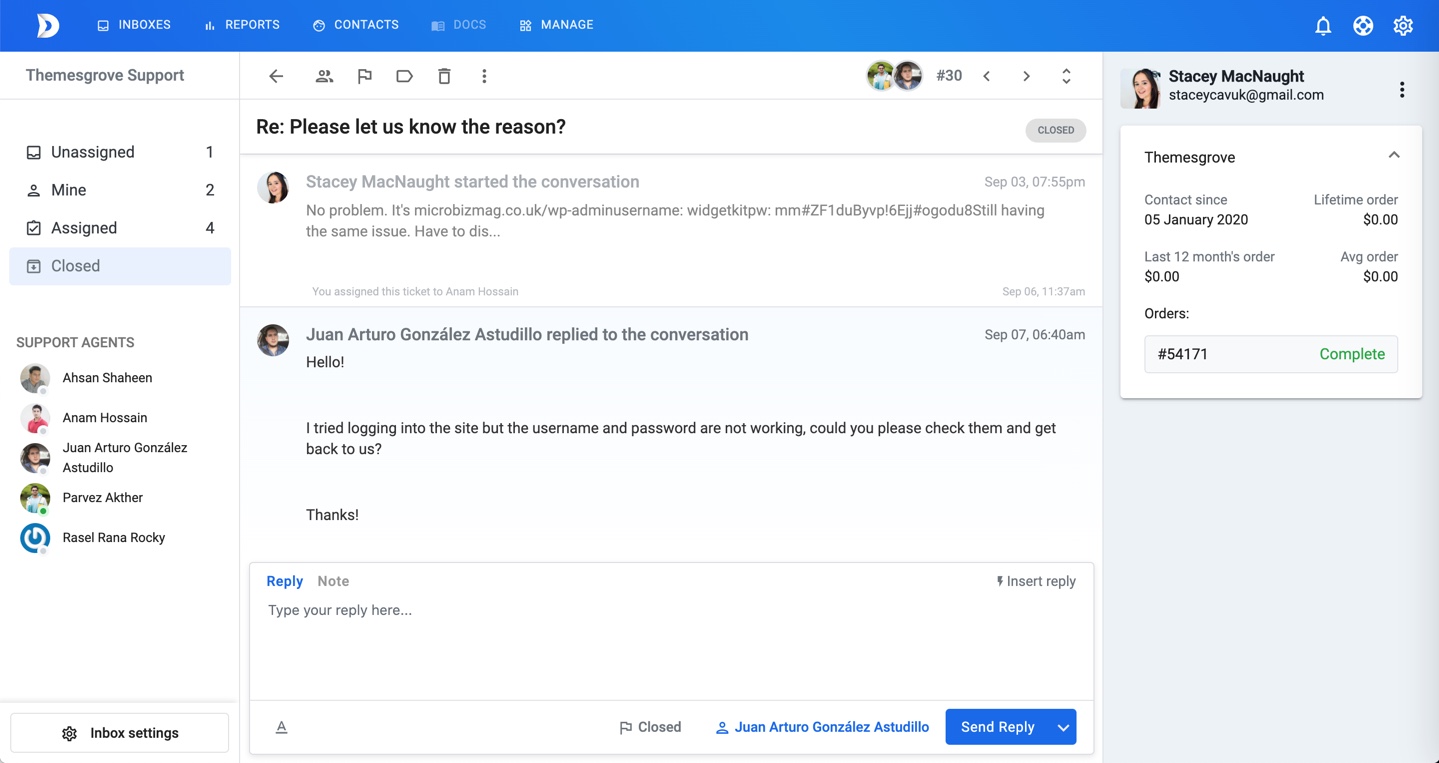 INBOXES
REPORTS
CONTACTS
DOCS
MANAGE
Themesgrove Support
Unassigned 1
Mine 2
Assigned 4
Closed
SUPPORT AGENTS
Ahsan Shaheen
Anam Hossain
Juan Arturo González
Astudillo
Parvez Akther
Rasel Rana Rocky
Inbox settings
#30
Re: Please let us know the reason?
CLOSED
Stacey MacNaught started the conversation
Sep 03, 07:55pm
No problem. It's microbizmag.co.uk/wp-adminusername: widgetkitpw: mm#ZF1duByvp!6Ejj#ogodu8Still having
the same issue. Have to dis...
You assigned this ticket to Anam Hossain
Sep 06, 11:37am
Juan Arturo González Astudillo replied to the conversation
Sep 07, 06:40am
Hello!
I tried logging into the site but the username and password are not working, could you please check them and get
back to us?
Thanks!
Reply
Note
Insert reply
Type your reply here...
Closed
Juan Arturo González Astudillo
Send Reply
Stacey MacNaught
staceycavuk@gmail.com
Themesgrove
Contact since
05 January 2020
Lifetime order
$0.00
Last 12 month's order
$0.00
Avg order
$0.00
Orders:
#54171 Complete